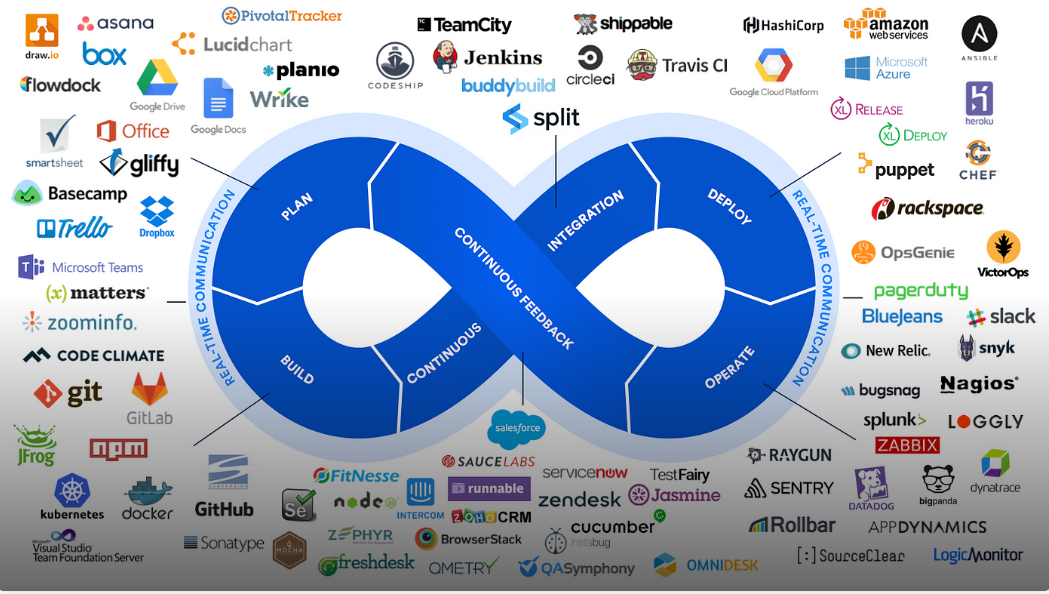 draw.io
asana
PivotalTracker
box
Lucidchart
flowdock
Google Drive
planio
Google Docs
Wrike
smartsheet
Office
gliffy
Basecamp
Trello
Dropbox
Microsoft Teams
(x) matters
zoominfo.
CODE CLIMATE
git
GitLab
JFrog
npm
kubernetes
docker
SUBVERSION
GitHub
Visual Studio
Team Foundation Server
Sonatype
TeamCity
shippable
CODESHIP
Jenkins
circleci
Travis CI
buddybuild
split
HashiCorp
amazon
web services
ANSIBLE
Google Cloud Platform
Microsoft
Azure
XL RELEASE
heroku
XL DEPLOY
puppet
CHEF
rackspace
OpsGenie
VictorOps
pagerduty
BlueJeans
slack
New Relic.
snyk
bugsnag
Nagios®
splunk>
LOGGLY
ZABBIX
RAYGUN
SENTRY
DATADOG
bigpanda
dynatrace
Rollbar
APPDYNAMICS
[:]SourceClear
LogicMonitor
REAL-TIME COMMUNICATION
PLAN
BUILD
CONTINUOUS
INTEGRATION
CONTINUOUS FEEDBACK
DEPLOY
OPERATE
REAL-TIME COMMUNICATION
salesforce
SAUCELABS
FitNesse
servicenow
TestFairy
Se
node
JS
INTERCOM
runnable
zendesk
Jasmine
ZOHO CRM
cucumber
MOCHA
ZEPHYR
BrowserStack
instabug
freshdesk
QMETRY
QASymphony
OMNIDESK